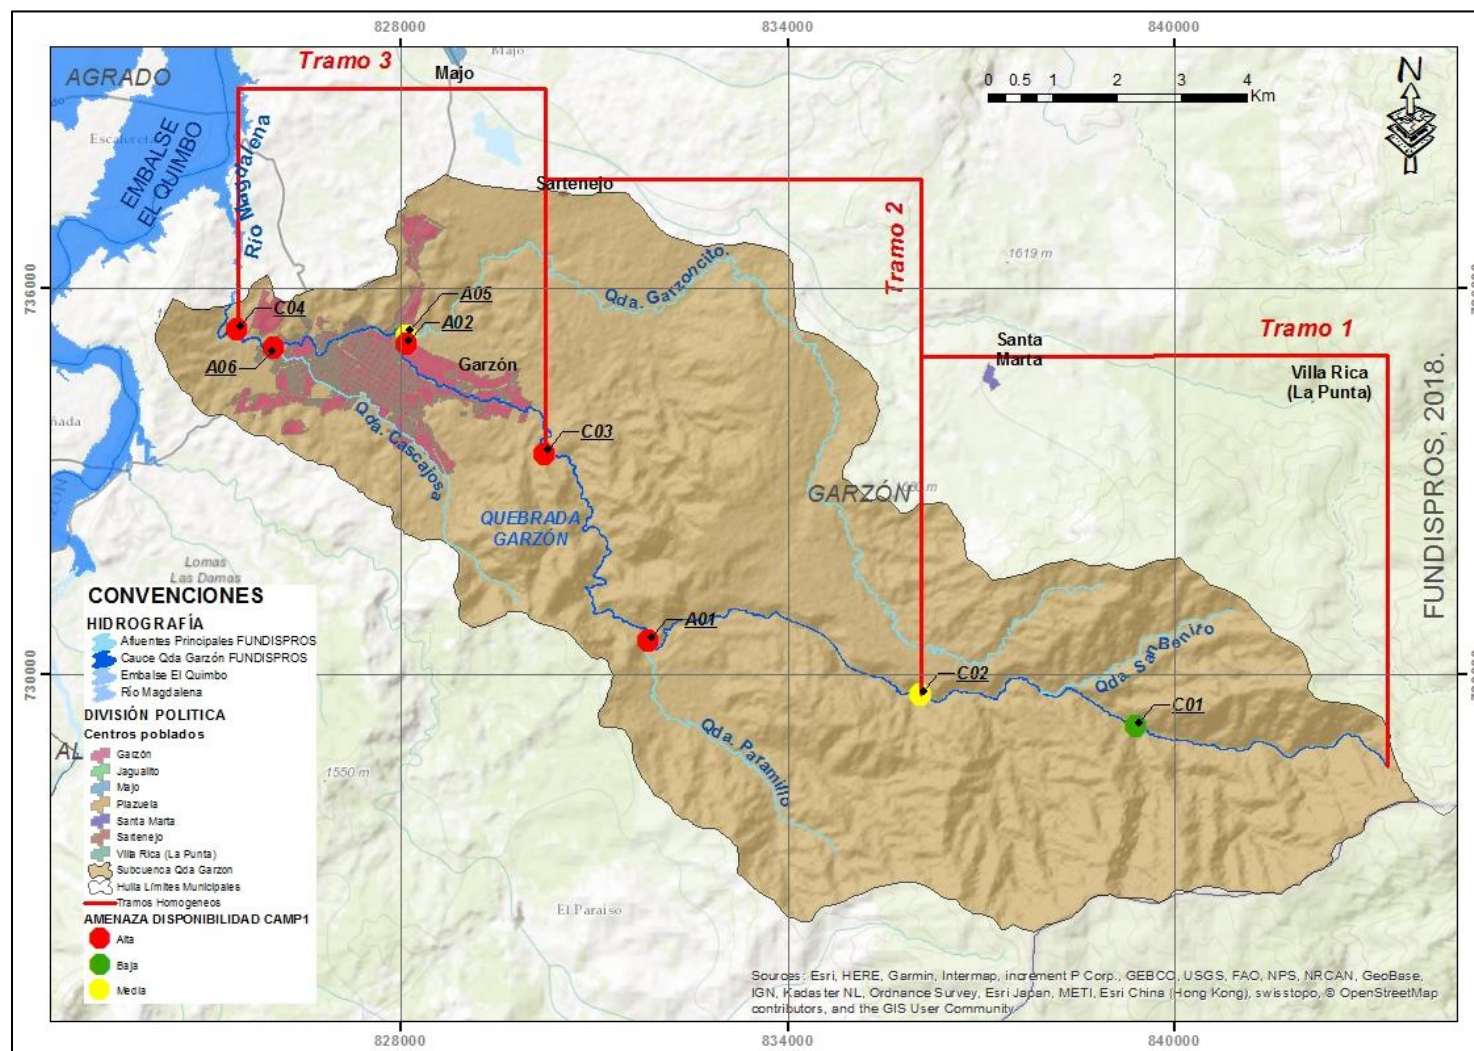 828000
834000
840000
Tramo 3
Majo
Majo
AGRADO
0 0.5 1 2 3 4
Km
N
EMBALSE
EL QUIMBO
Río Magdalena
Sartenejo
Tramo 2
1619 m
Qda. Garzoncito.
736000
C04
A05
A02
A06
Garzón
Santa
Marta
Tramo 1
Villa Rica
(La Punta)
FUNDISPROS, 2018.
Qda. Cascajosa
C03
GARZÓN
QUEBRADA
GARZÓN
Lomas
Las Damas
A01
C02
Qda. San Benito
C01
730000
Qda. Paramillo
1550 m
El Paraiso
AL
CONVENCIONES
HIDROGRAFÍA
Afluentes Principales FUNDISPROS
Cauce Qda Garzón FUNDISPROS
Embalse El Quimbo
Río Magdalena
DIVISIÓN POLITICA
Centros poblados
Garzón
Jagualito
Majo
Plazuela
Santa Marta
Sartenejo
Villa Rica (La Punta)
Subcuenca Qda Garzon
Huila Límites Municipales
Tramos Homogeneos
AMENAZA DISPONIBILIDAD CAMP1
Alta
Baja
Media
Sources: Esri, HERE, Garmin, Intermap, increment P Corp., GEBCO, USGS, FAO, NPS, NRCAN, GeoBase,
IGN, Kadaster NL, Ordnance Survey, Esri Japan, METI, Esri China (Hong Kong), swisstopo, © OpenStreetMap
contributors, and the GIS User Community
828000
834000
840000